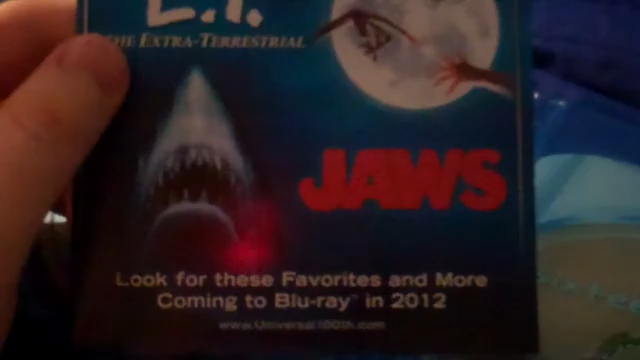 E.T.
THE EXTRA-TERRESTRIAL
JAWS
Look for these Favorites and More
Coming to Blu-ray™ in 2012
www.Universal100th.com